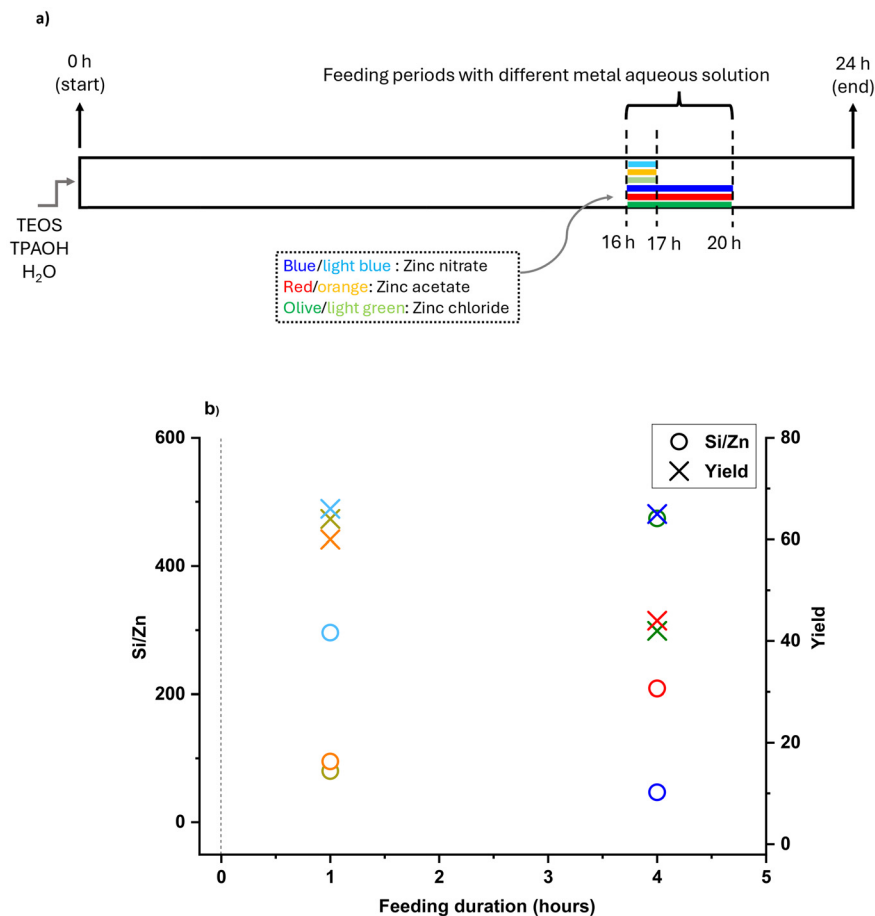 a)
0 h
(start)
Feeding periods with different metal aqueous solution
24 h
(end)
TEOS
TPAOH
H₂O
16 h
17 h
20 h
Blue/light blue : Zinc nitrate
Red/orange: Zinc acetate
Olive/light green: Zinc chloride
b)
Si/Zn
Yield
600
400
200
0
Si/Zn
80
60
40
20
0
Yield
0
1
2
3
4
5
Feeding duration (hours)